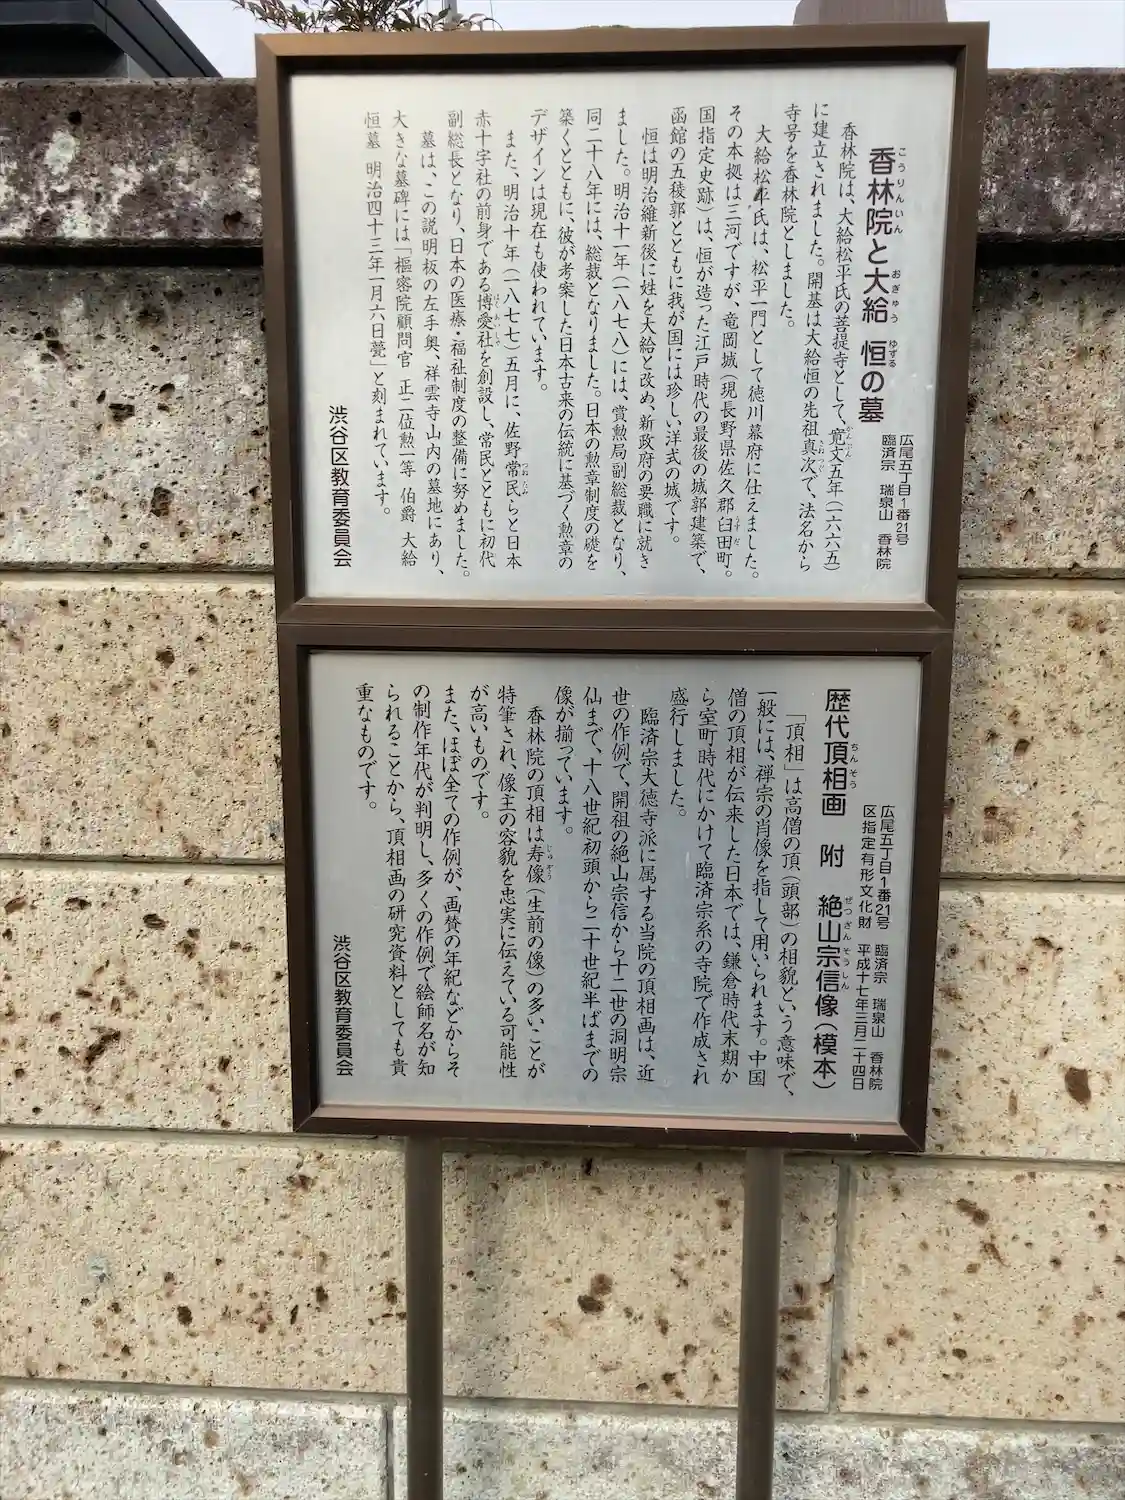 香林院と大給　恒の墓
広尾五丁目1番21号
臨済宗　瑞泉山　香林院
香林院は、大給松平氏の菩提寺として、寛文五年（一六六五）
に建立されました。開基は大給恒の先祖真次で、法名から
寺号を香林院としました。
大給松平氏は、松平一門として徳川幕府に仕えました。
その本拠は三河ですが、竜岡城（現長野県佐久郡臼田町。
国指定史跡）は、恒が造った江戸時代の最後の城郭建築で、
函館の五稜郭とともに我が国には珍しい洋式の城です。
恒は明治維新後に姓を大給と改め、新政府の要職に就き
ました。明治十一年（一八七八）には、賞勲局副総裁となり、
同二十八年には、総裁となりました。日本の勲章制度の礎を
築くとともに、彼が考案した日本古来の伝統に基づく勲章の
デザインは現在も使われています。
また、明治十年（一八七七）五月に、佐野常民らと日本
赤十字社の前身である博愛社を創設し、常民とともに初代
副総長となり、日本の医療・福祉制度の整備に努めました。
墓は、この説明板の左手奥、祥雲寺山内の墓地にあり、
大きな墓碑には「枢密院顧問官　正二位勲一等　伯爵　大給
恒墓　明治四十三年一月六日薨」と刻まれています。
渋谷区教育委員会
歴代頂相画　附　絶山宗信像（模本）
広尾五丁目1番21号　臨済宗　瑞泉山　香林院
区指定有形文化財　平成十七年三月二十四日
「頂相」は高僧の頂（頭部）の相貌という意味で、
一般には、禅宗の肖像を指して用いられます。中国
僧の頂相が伝来した日本では、鎌倉時代末期か
ら室町時代にかけて臨済宗系の寺院で作成され
盛行しました。
臨済宗大徳寺派に属する当院の頂相画は、近
世の作例で、開祖の絶山宗信から十二世の洞明宗
仙まで、十八世紀初頭から二十世紀半ばまでの
像が揃っています。
香林院の頂相は寿像（生前の像）の多いことが
特筆され、像主の容貌を忠実に伝えている可能性
が高いものです。
また、ほぼ全ての作例が、画賛の年紀などからそ
の制作年代が判明し、多くの作例で絵師名が知
られることから、頂相画の研究資料としても貴
重なものです。
渋谷区教育委員会